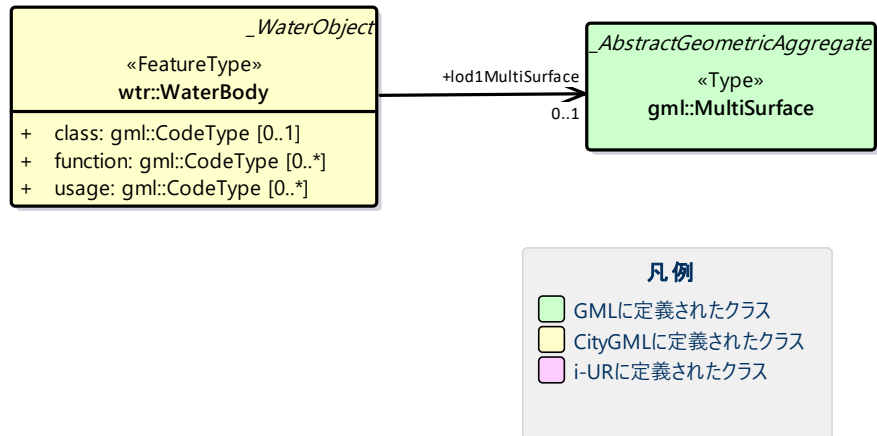 _WaterObject
«FeatureType»
wtr::WaterBody
+ class: gml::CodeType [0..1]
+ function: gml::CodeType [0..*]
+ usage: gml::CodeType [0..*]
+lod1MultiSurface
0..1
_AbstractGeometricAggregate
«Type»
gml::MultiSurface
凡例
GMLに定義されたクラス
CityGMLに定義されたクラス
i-URに定義されたクラス